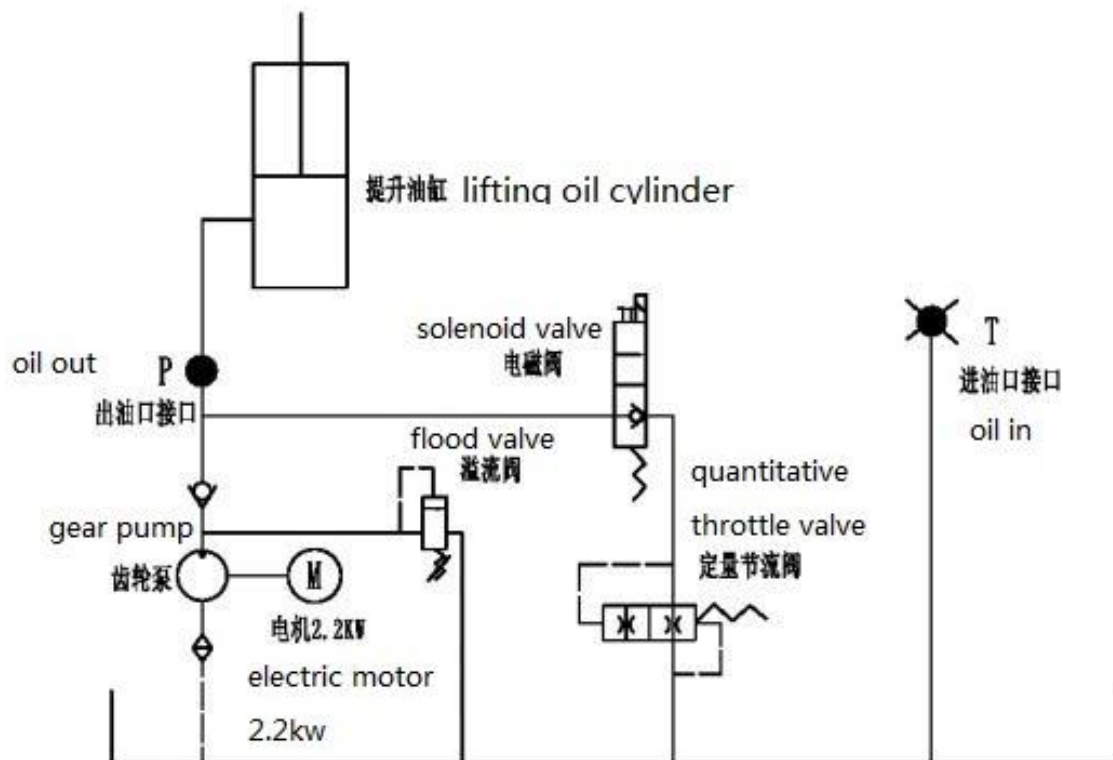 提升油缸 lifting oil cylinder
solenoid valve
电磁阀
oil out
P
出油口接口
T
进油口接口
oil in
flood valve
溢流阀
quantitative
throttle valve
定量节流阀
gear pump
齿轮泵
M
电机2.2KW
electric motor
2.2kw